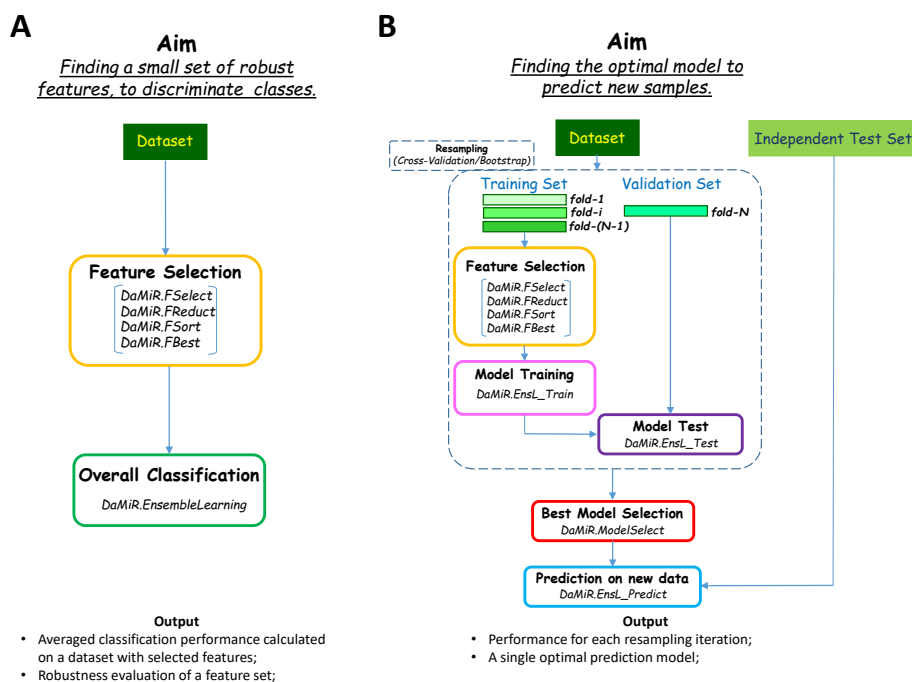 A
Aim
Finding a small set of robust
features, to discriminate classes.
Dataset
Feature Selection
DaMiR.FSelect
DaMiR.FReduct
DaMiR.FSort
DaMiR.FBest
Overall Classification
DaMiR.EnsembleLearning
Output
• Averaged classification performance calculated
on a dataset with selected features;
• Robustness evaluation of a feature set;
B
Aim
Finding the optimal model to
predict new samples.
Dataset
Independent Test Set
Resampling
(Cross-Validation/Bootstrap)
Training Set
Validation Set
fold-1
fold-i
fold-(N-1)
fold-N
Feature Selection
DaMiR.FSelect
DaMiR.FReduct
DaMiR.FSort
DaMiR.FBest
Model Training
DaMiR.EnsL_Train
Model Test
DaMiR.EnsL_Test
Best Model Selection
DaMiR.ModelSelect
Prediction on new data
DaMiR.EnsL_Predict
Output
• Performance for each resampling iteration;
• A single optimal prediction model;